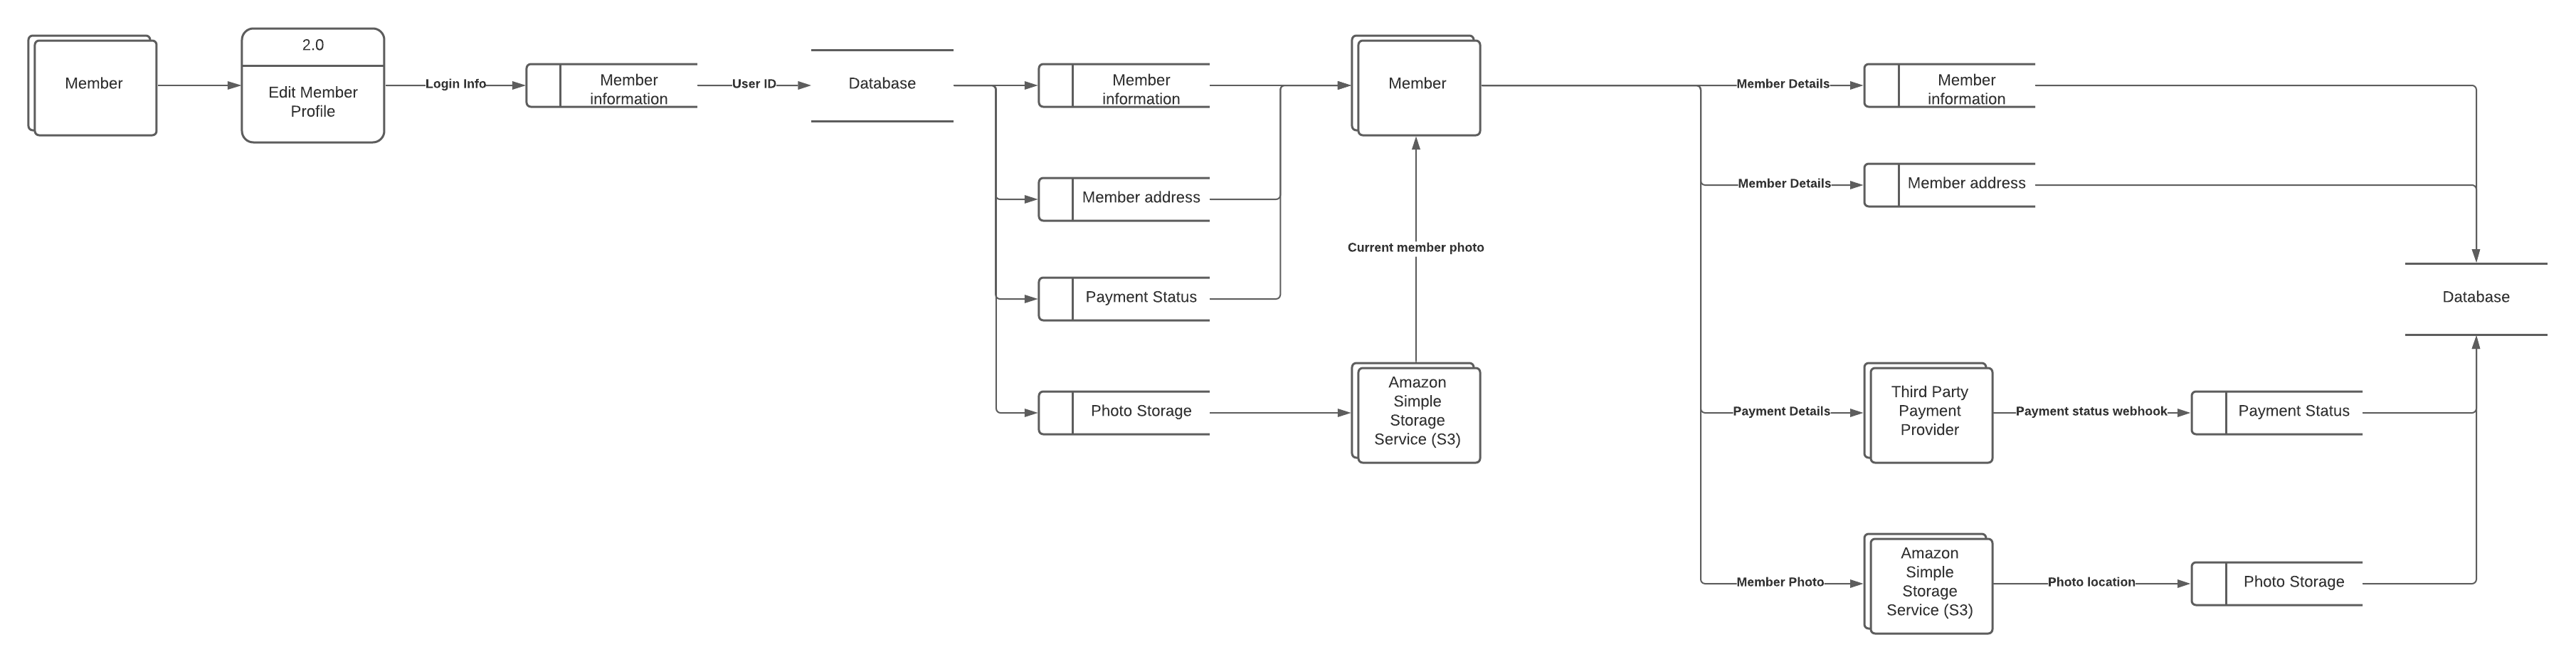 Member
2.0
Edit Member
Profile
Login Info
Member
information
User ID
Database
Member
information
Member address
Payment Status
Photo Storage
Member
Current member photo
Amazon
Simple
Storage
Service (S3)
Member Details
Member
information
Member Details
Member address
Database
Payment Details
Third Party
Payment
Provider
Payment status webhook
Payment Status
Member Photo
Amazon
Simple
Storage
Service (S3)
Photo location
Photo Storage